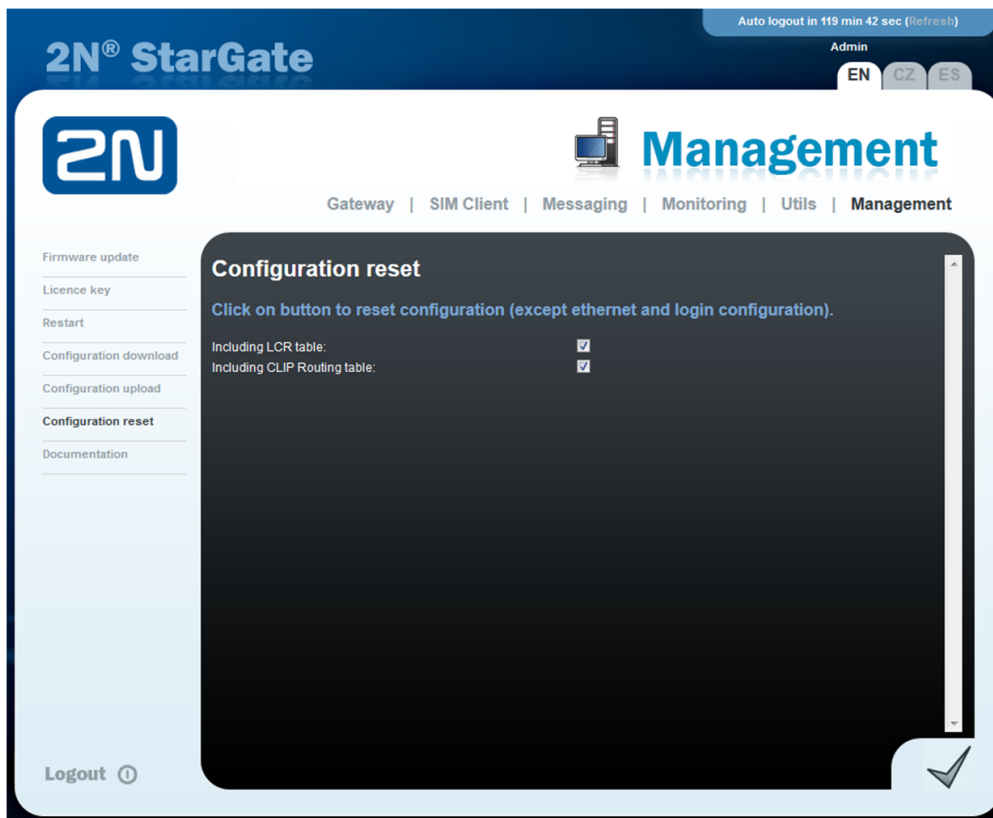 Auto logout in 119 min 42 sec (Refresh)
2N® StarGate
Admin
EN CZ ES
2N
Management
Gateway | SIM Client | Messaging | Monitoring | Utils | Management
Firmware update
Licence key
Restart
Configuration download
Configuration upload
Configuration reset
Documentation
Configuration reset
Click on button to reset configuration (except ethernet and login configuration).
Including LCR table:
Including CLIP Routing table:
Logout